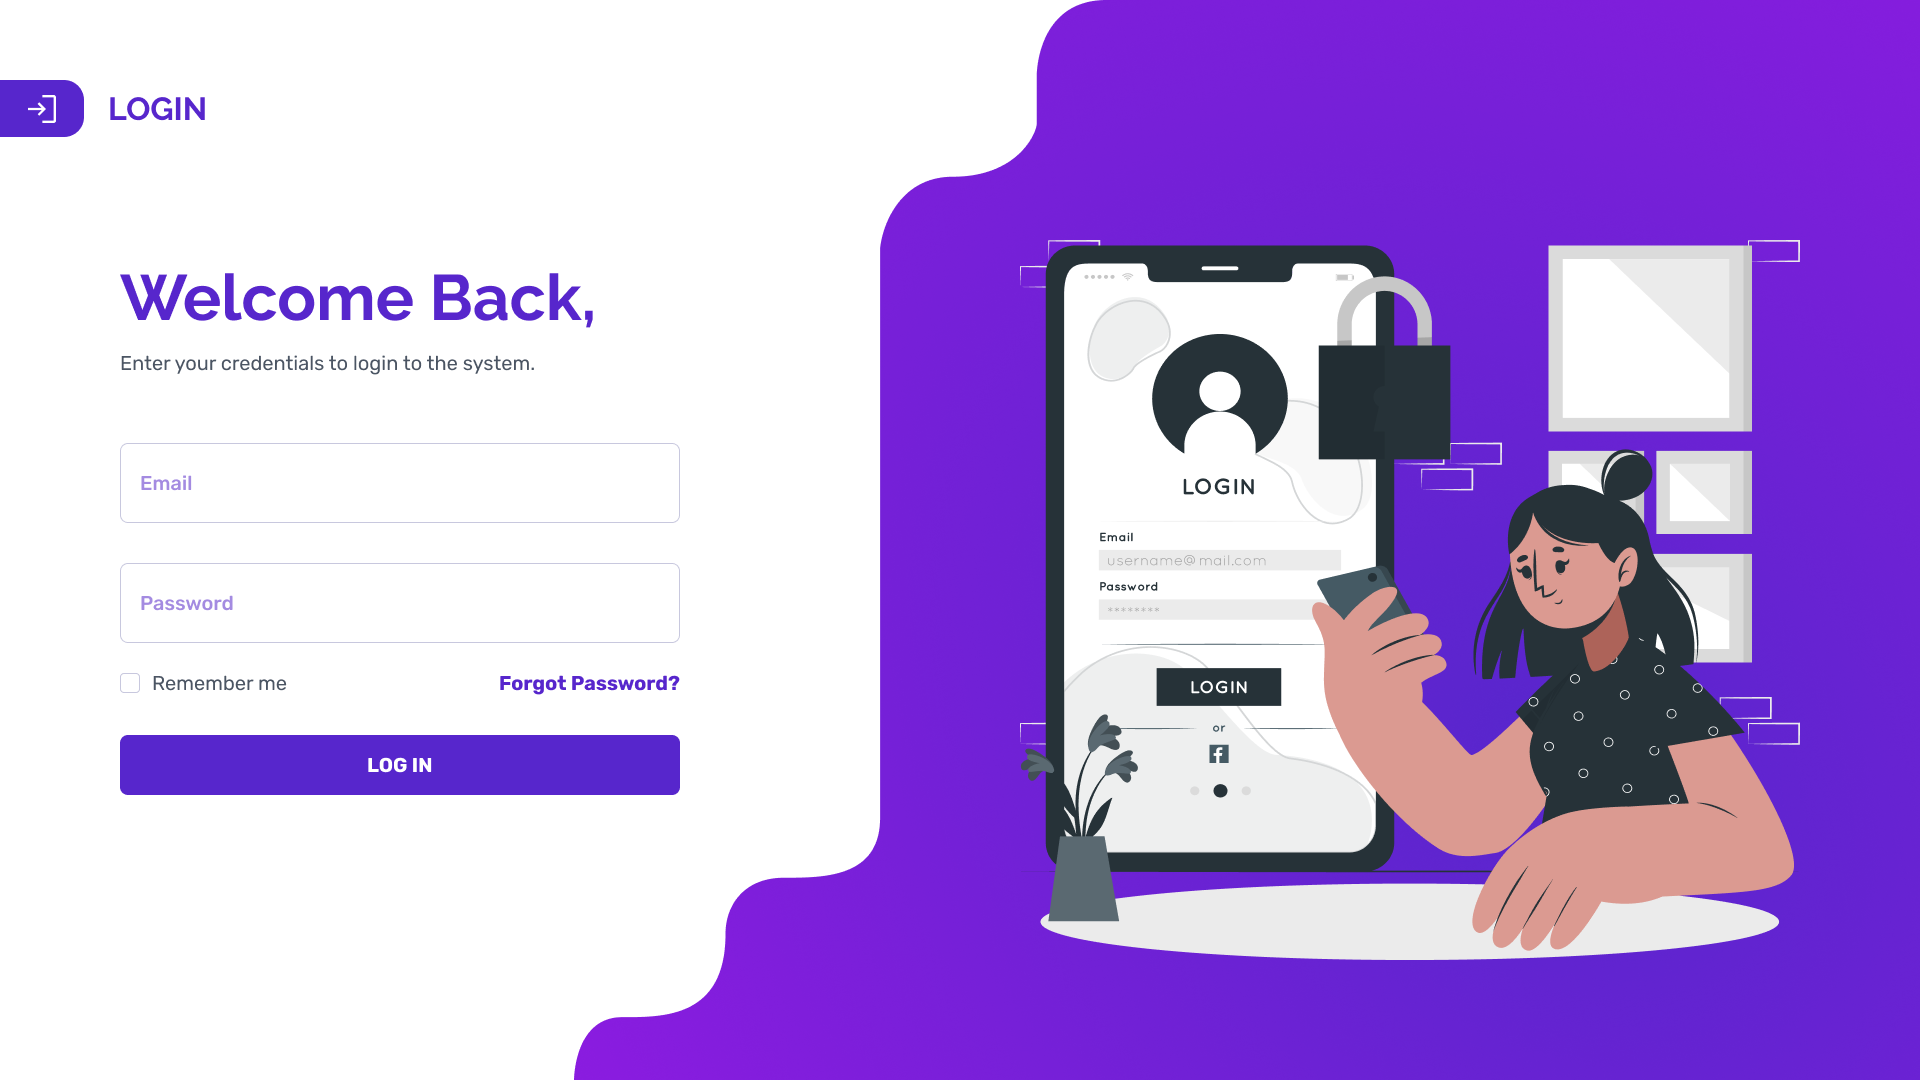 LOGIN
Welcome Back,
Enter your credentials to login to the system.
Email
Password
Remember me
Forgot Password?
LOG IN
LOGIN
Email
username@mail.com
Password
********
LOGIN
or
f